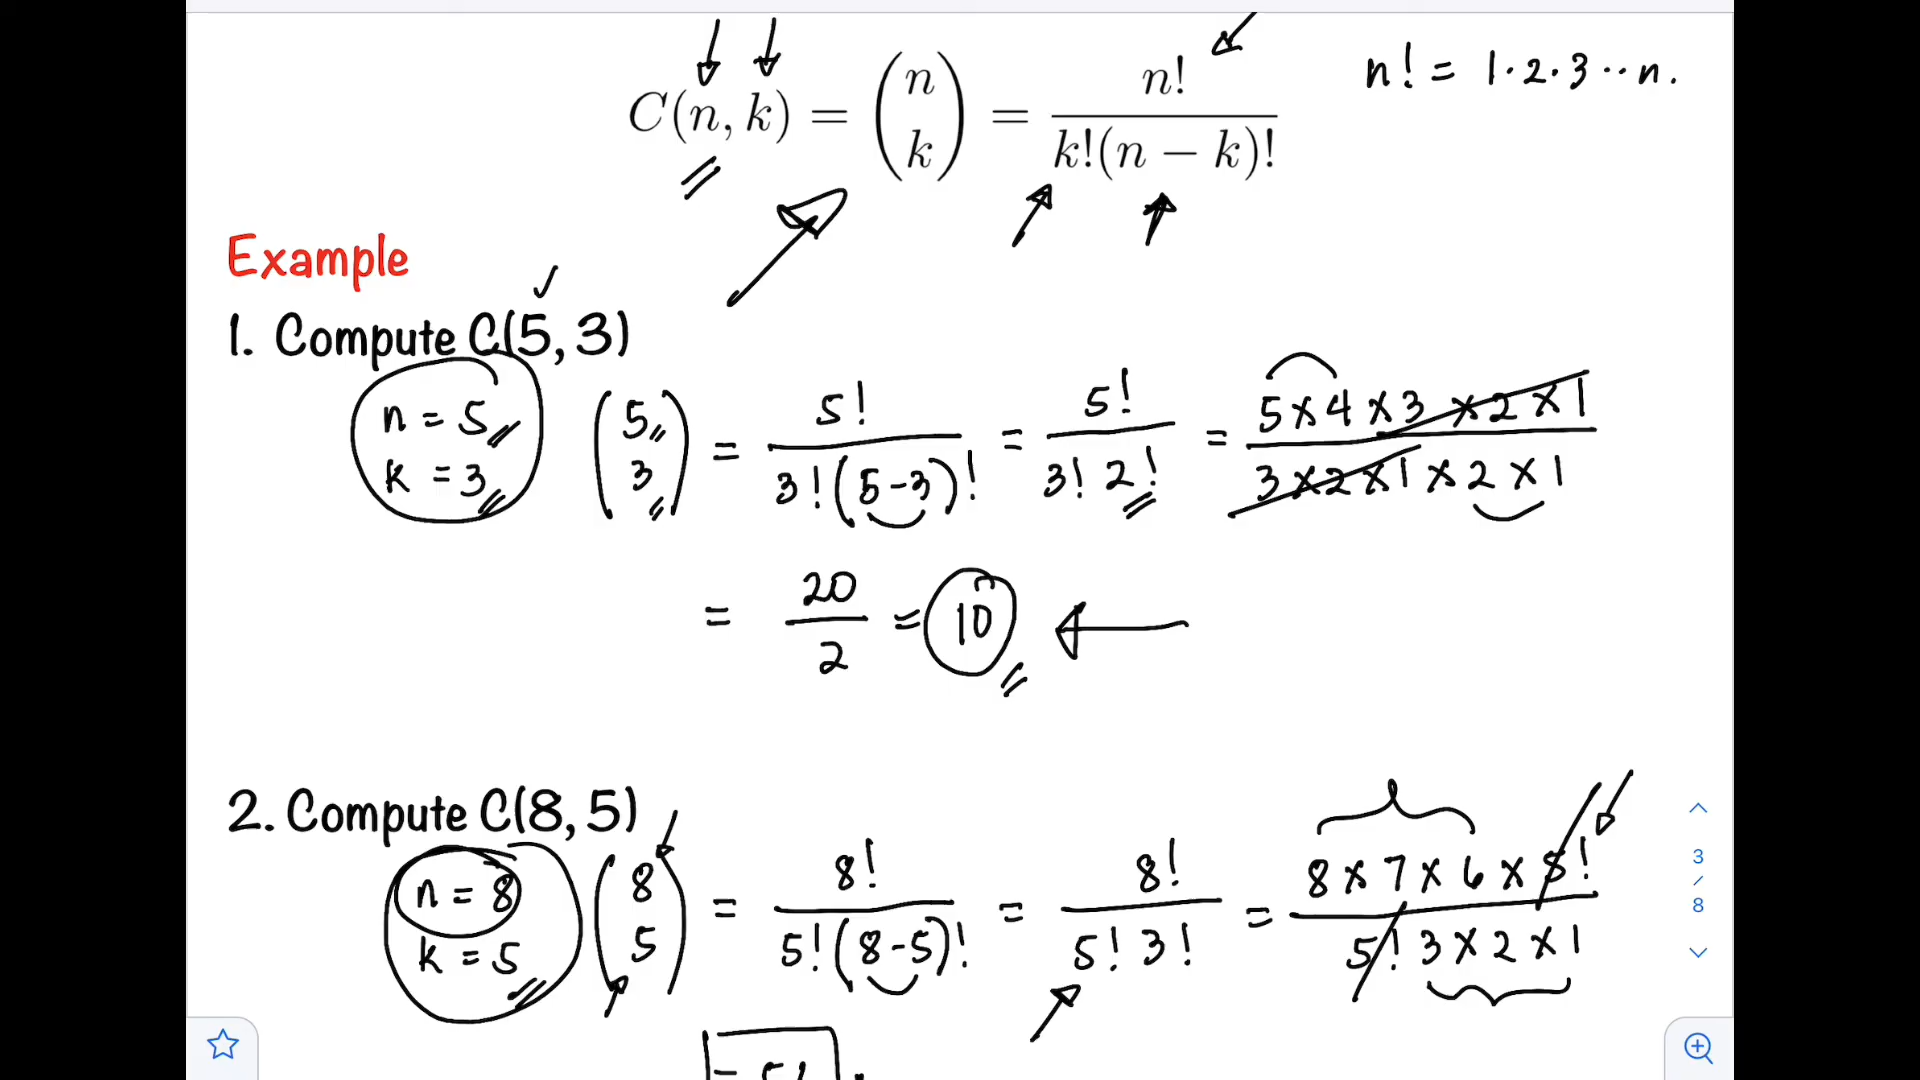 C(n, k) = (n k) = n! / k!(n − k)!
n! = 1·2·3··n.
Example
1. Compute C(5, 3)
n = 5
k = 3
(5 3) = 5! / 3!(5-3)! = 5! / 3! 2! = 5 x 4 x 3 x 2 x 1 / 3 x 2 x 1 x 2 x 1
= 20 / 2 = 10
2. Compute C(8, 5)
n = 8
k = 5
(8 5) = 8! / 5!(8-5)! = 8! / 5! 3! = 8 x 7 x 6 x 5! / 5! 3 x 2 x 1
3 / 8